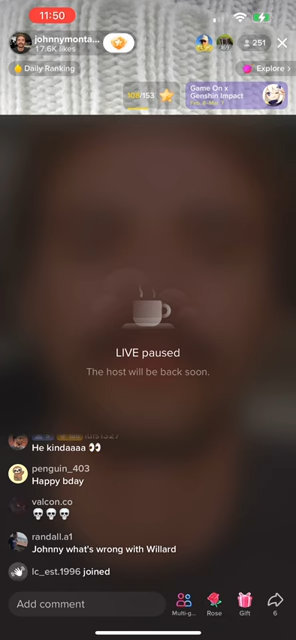 11:50
johnnymonta...
17.6K likes
251
Daily Ranking
Explore >
108/153
Game On x
Genshin Impact
LIVE paused
The host will be back soon.
He kindaaaa 👀
penguin_403
Happy bday
valcon.co
💀💀💀
randall.a1
Johnny what's wrong with Willard
lc_est.1996 joined
Add comment
Multi-g...
Rose
Gift
6